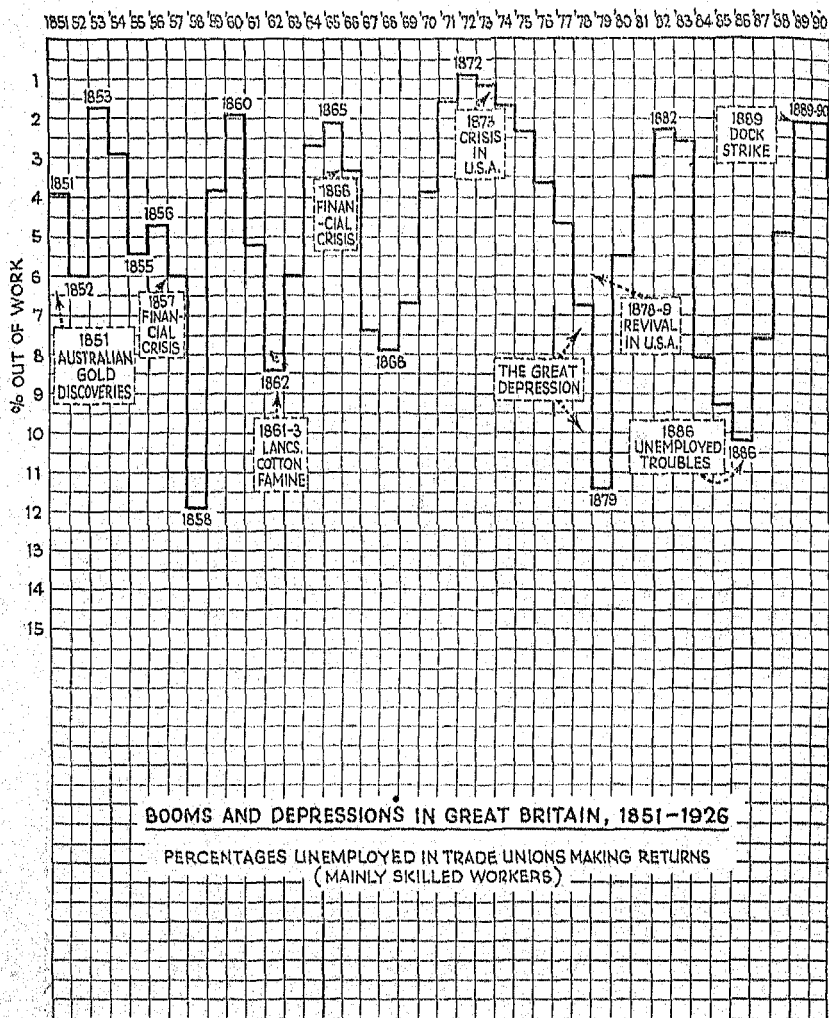 1851 '52 '53 '54 '55 '56 '57 '58 '59 '60 '61 '62 '63 '64 '65 '66 '67 '68 '69 '70 '71 '72 '73 '74 '75 '76 '77 '78 '79 '80 '81 '82 '83 '84 '85 '86 '87 '88 '89 '90
% OUT OF WORK
1
2
3
4
5
6
7
8
9
10
11
12
13
14
15
1851
1852
1853
1855
1856
1858
1860
1862
1865
1868
1872
1879
1882
1886
1889-90
1851
AUSTRALIAN
GOLD
DISCOVERIES
1857
FINAN-
CIAL
CRISIS
1861-3
LANCS.
COTTON
FAMINE
1866
FINAN
-CIAL
CRISIS
1873
CRISIS
IN
U.S.A.
THE GREAT
DEPRESSION
1878-9
REVIVAL
IN U.S.A.
1886
UNEMPLOYED
TROUBLES
1889
DOCK
STRIKE
BOOMS AND DEPRESSIONS IN GREAT BRITAIN, 1851-1926
PERCENTAGES UNEMPLOYED IN TRADE UNIONS MAKING RETURNS
(MAINLY SKILLED WORKERS)